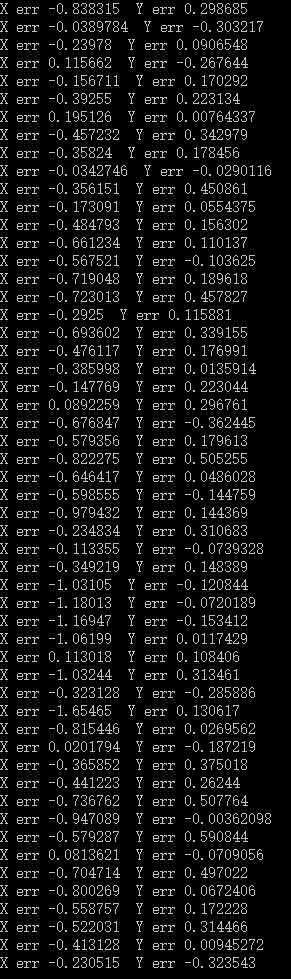 X err -0.838315  Y err 0.298685
X err -0.0389784  Y err -0.303217
X err -0.23978  Y err 0.0906548
X err 0.115662  Y err -0.267644
X err -0.156711  Y err 0.170292
X err -0.39255  Y err 0.223134
X err 0.195126  Y err 0.00764337
X err -0.457232  Y err 0.342979
X err -0.35824  Y err 0.178456
X err -0.0342746  Y err -0.0290116
X err -0.356151  Y err 0.450861
X err -0.173091  Y err 0.0554375
X err -0.484793  Y err 0.156302
X err -0.661234  Y err 0.110137
X err -0.567521  Y err -0.103625
X err -0.719048  Y err 0.189618
X err -0.723013  Y err 0.457827
X err -0.2925  Y err 0.115881
X err -0.693602  Y err 0.339155
X err -0.476117  Y err 0.176991
X err -0.385998  Y err 0.0135914
X err -0.147769  Y err 0.223044
X err 0.0892259  Y err 0.296761
X err -0.676847  Y err -0.362445
X err -0.579356  Y err 0.179613
X err -0.822275  Y err 0.505255
X err -0.646417  Y err 0.0486028
X err -0.598555  Y err -0.144759
X err -0.979432  Y err 0.144369
X err -0.234834  Y err 0.310683
X err -0.113355  Y err -0.0739328
X err -0.349219  Y err 0.148389
X err -1.03105  Y err -0.120844
X err -1.18013  Y err -0.0720189
X err -1.16947  Y err -0.153412
X err -1.06199  Y err 0.0117429
X err 0.113018  Y err 0.108406
X err -1.03244  Y err 0.313461
X err -0.323128  Y err -0.285886
X err -1.65465  Y err 0.130617
X err -0.815446  Y err 0.0269562
X err 0.0201794  Y err -0.187219
X err -0.365852  Y err 0.375018
X err -0.441223  Y err 0.26244
X err -0.736762  Y err 0.507764
X err -0.947089  Y err -0.00362098
X err -0.579287  Y err 0.590844
X err 0.0813621  Y err -0.0709056
X err -0.704714  Y err 0.497022
X err -0.800269  Y err 0.0672406
X err -0.558757  Y err 0.172228
X err -0.522031  Y err 0.314466
X err -0.413128  Y err 0.00945272
X err -0.230515  Y err -0.323543